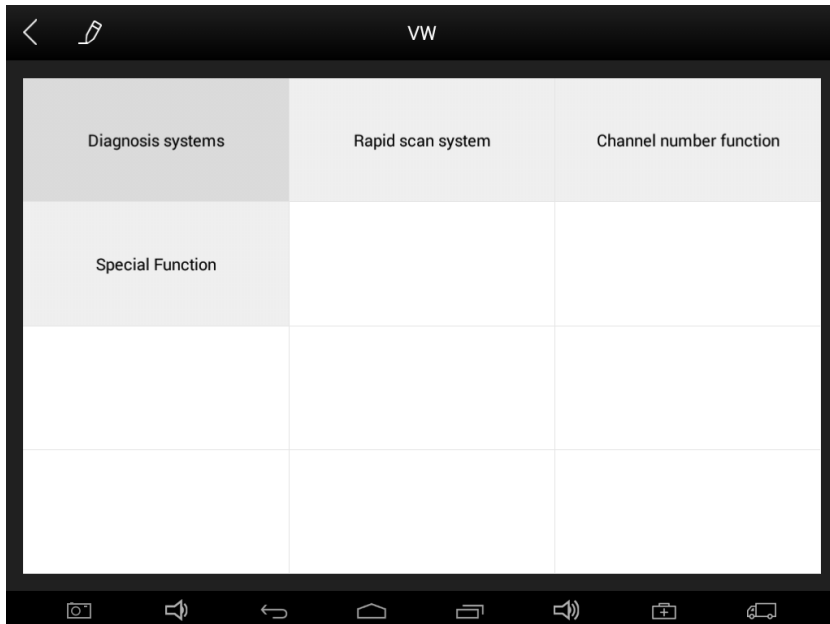 VW
Diagnosis systems
Rapid scan system
Channel number function
Special Function